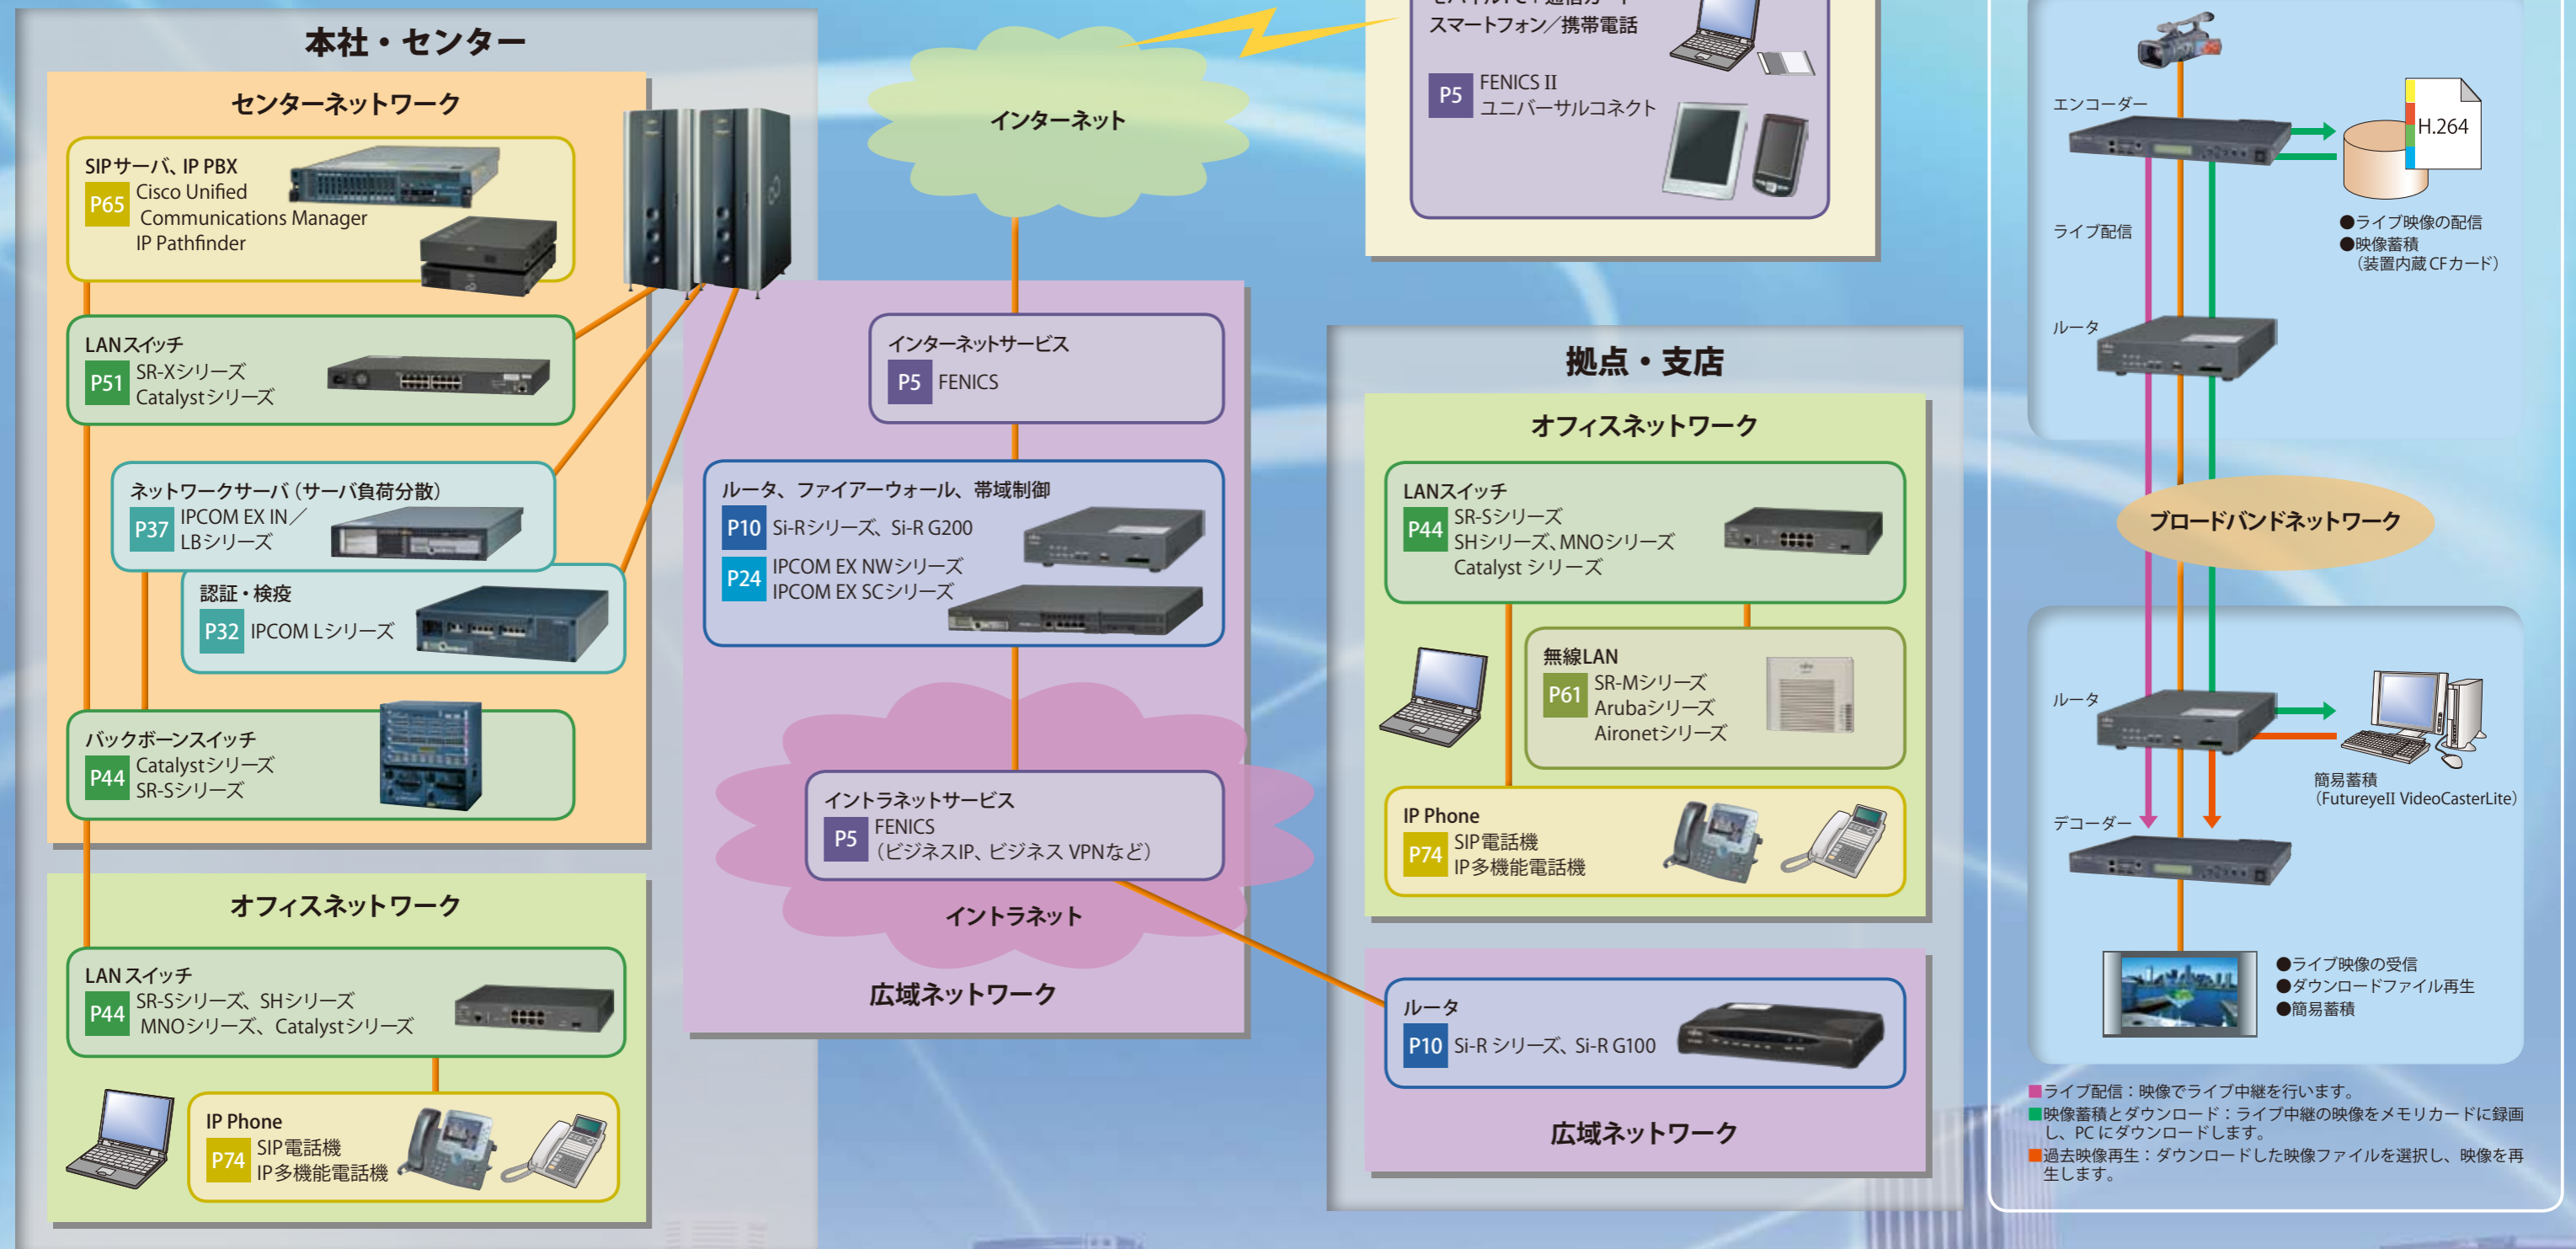 本社・センター
センターネットワーク
SIPサーバ、IP PBX
P65
Cisco Unified
Communications Manager
IP Pathfinder
LANスイッチ
P51
SR-Xシリーズ
Catalystシリーズ
ネットワークサーバ（サーバ負荷分散）
P37
IPCOM EX IN／
LBシリーズ
認証・検疫
P32
IPCOM Lシリーズ
バックボーンスイッチ
P44
Catalystシリーズ
SR-Sシリーズ
オフィスネットワーク
LAN スイッチ
P44
SR-Sシリーズ、SHシリーズ
MNOシリーズ、Catalystシリーズ
IP Phone
P74
SIP電話機
IP多機能電話機
インターネット
インターネットサービス
P5
FENICS
ルータ、ファイアーウォール、帯域制御
P10
Si-Rシリーズ、Si-R G200
P24
IPCOM EX NWシリーズ
IPCOM EX SCシリーズ
イントラネットサービス
P5
FENICS
（ビジネスIP、ビジネス VPNなど）
イントラネット
広域ネットワーク
スマートフォン／携帯電話
P5
FENICS II
ユニバーサルコネクト
拠点・支店
オフィスネットワーク
LANスイッチ
P44
SR-Sシリーズ
SHシリーズ、MNOシリーズ
Catalyst シリーズ
無線LAN
P61
SR-Mシリーズ
Arubaシリーズ
Aironetシリーズ
IP Phone
P74
SIP電話機
IP多機能電話機
ルータ
P10
Si-R シリーズ、Si-R G100
広域ネットワーク
エンコーダー
H.264
●ライブ映像の配信
●映像蓄積
（装置内蔵CFカード）
ライブ配信
ルータ
ブロードバンドネットワーク
ルータ
簡易蓄積
（FutureyeII VideoCasterLite）
デコーダー
●ライブ映像の受信
●ダウンロードファイル再生
●簡易蓄積
■ライブ配信：映像でライブ中継を行います。
■映像蓄積とダウンロード：ライブ中継の映像をメモリカードに録画
し、PC にダウンロードします。
■過去映像再生：ダウンロードした映像ファイルを選択し、映像を再
生します。